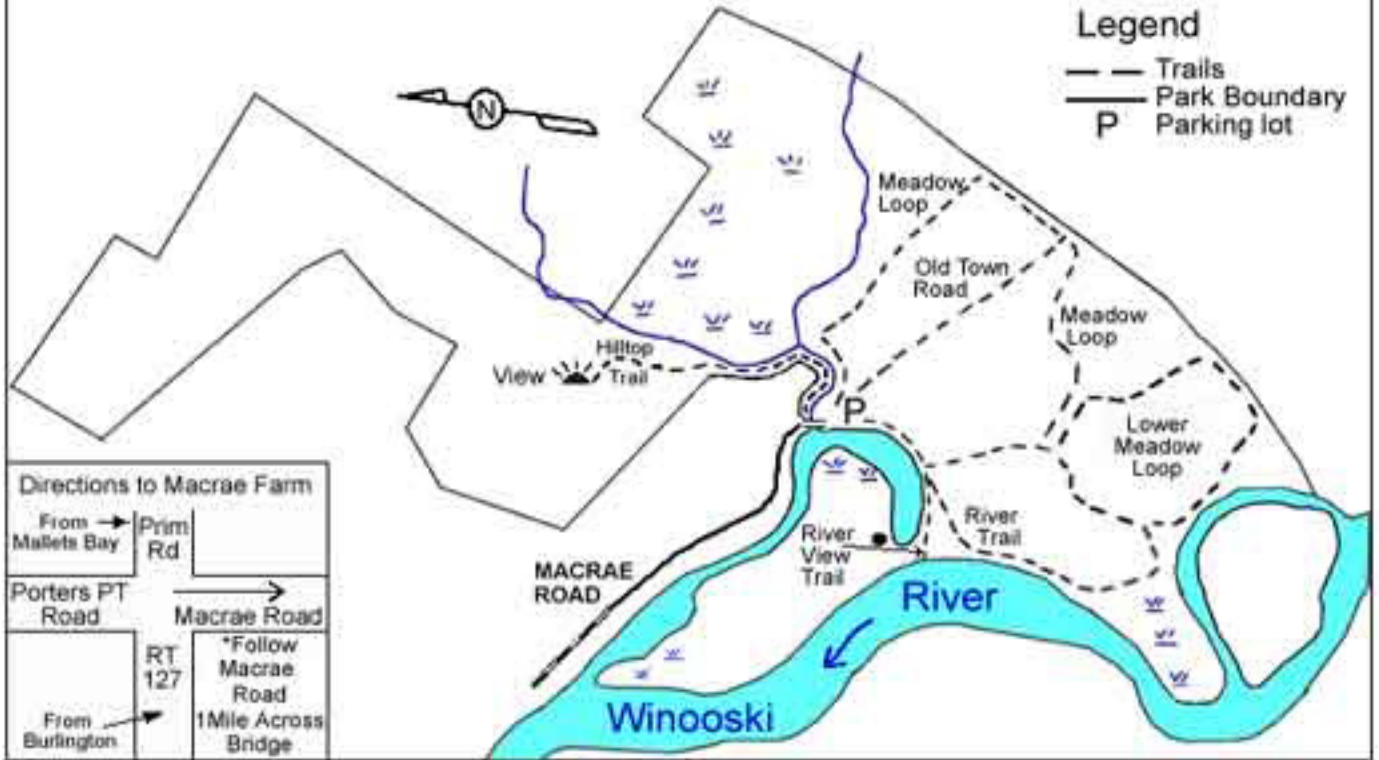 Legend
Trails
Park Boundary
P Parking lot
N
Meadow
Loop
Old Town
Road
Meadow
Loop
Hilltop
Trail
View
P
Lower
Meadow
Loop
River
Trail
River
View
Trail
MACRAE
ROAD
River
Winooski
Directions to Macrae Farm
From
Mallets Bay
Prim
Rd
Porters PT
Road
Macrae Road
RT
127
*Follow
Macrae
Road
1Mile Across
Bridge
From
Burlington